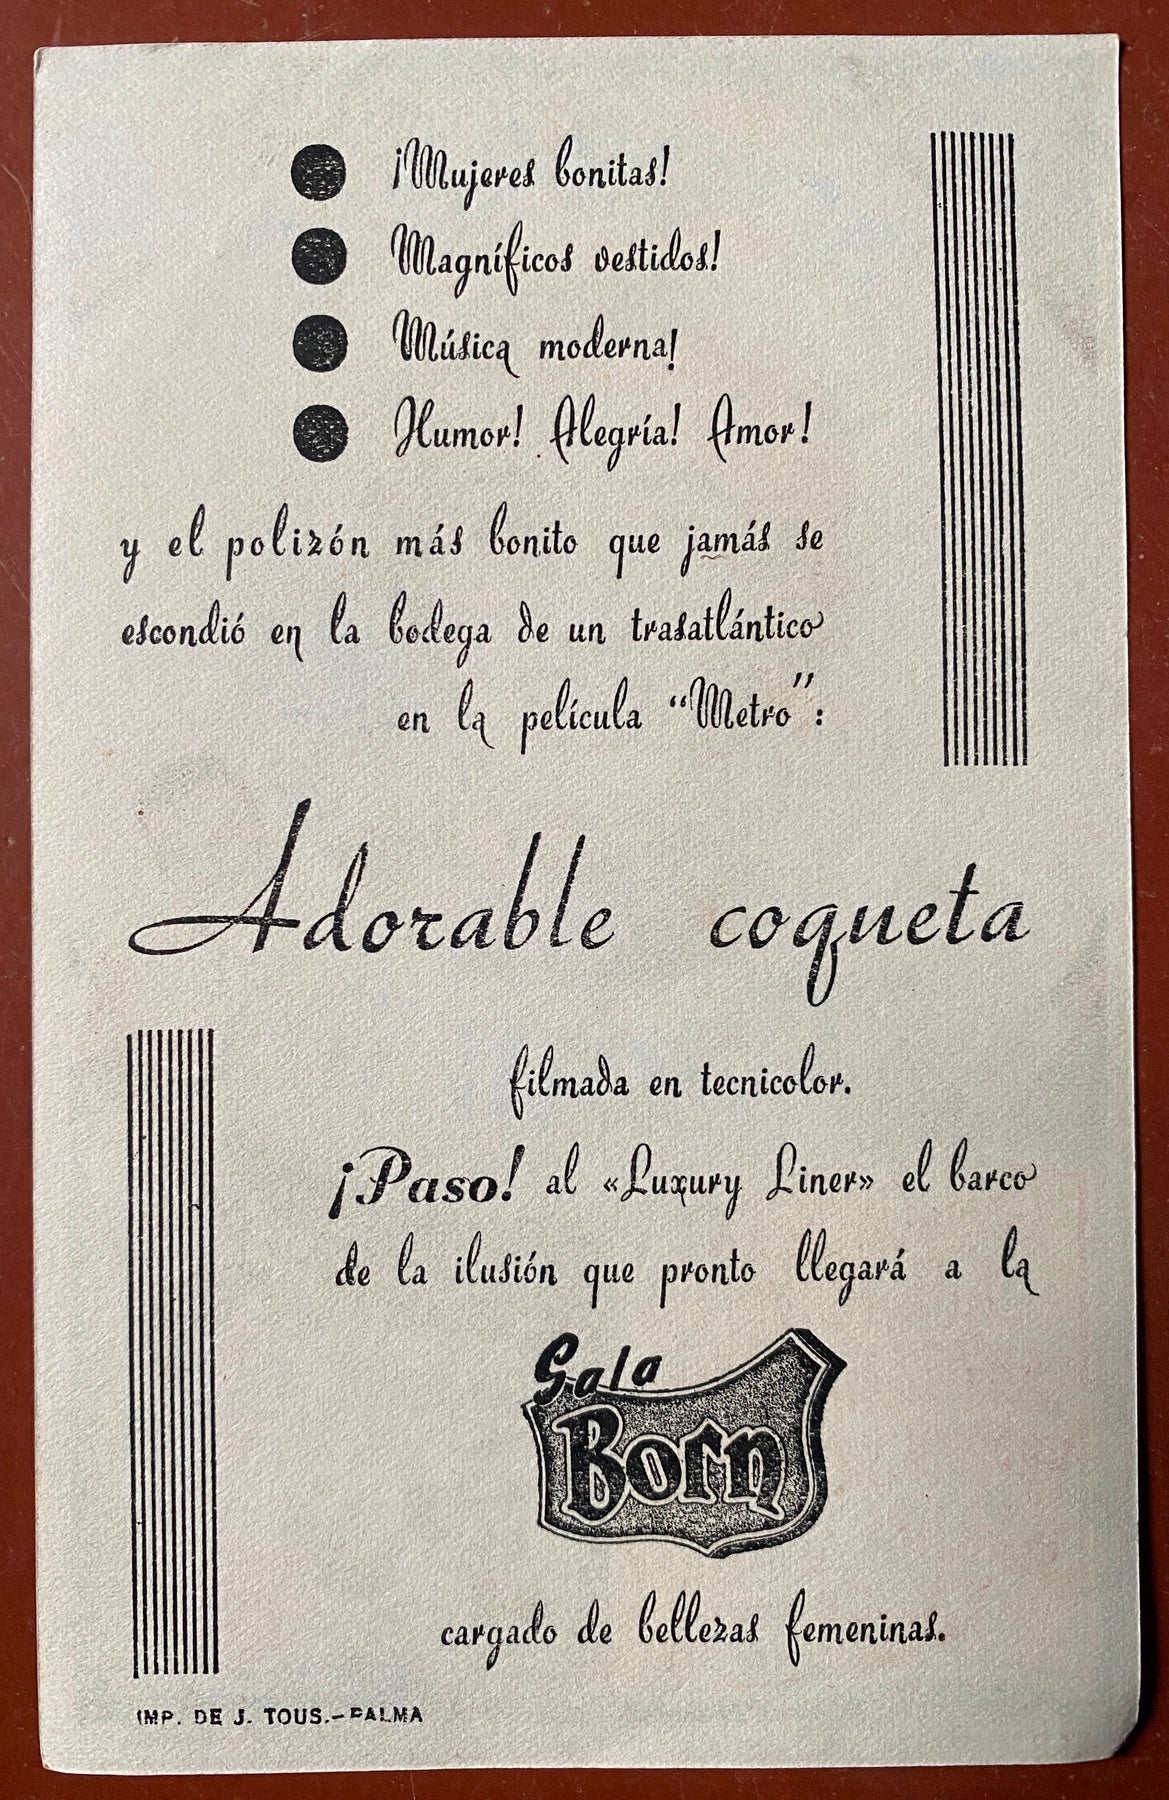 ¡Mujeres bonitas!
Magníficos vestidos!
Música moderna!
Humor! Alegría! Amor!
y el polizón más bonito que jamás se
escondió en la bodega de un trasatlántico
en la película “Metro”:
Adorable coqueta
filmada en tecnicolor.
¡Paso! al «Luxury Liner» el barco
de la ilusión que pronto llegará a la
Sala
Born
cargado de bellezas femeninas.
IMP. DE J. TOUS.-PALMA